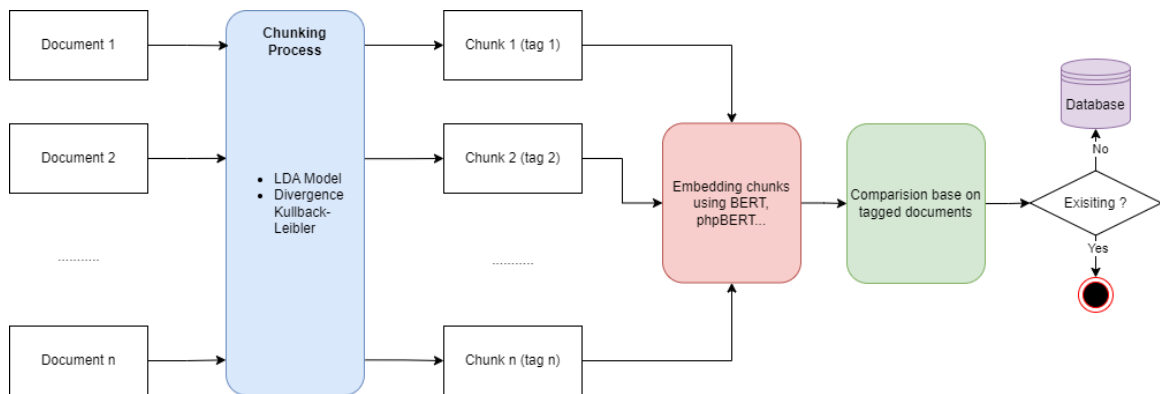 Document 1
Chunking
Process
Chunk 1 (tag 1)
Database
Document 2
Chunk 2 (tag 2)
No
• LDA Model
• Divergence
Kullback-
Leibler
Embedding chunks
using BERT,
phpBERT...
Comparision base on
tagged documents
Exisiting ?
Yes
...........
...........
Document n
Chunk n (tag n)